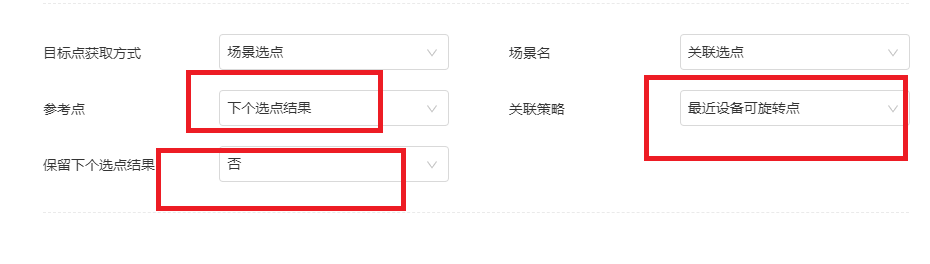 目标点获取方式 场景选点 场景名 关联选点
参考点 下个选点结果 关联策略 最近设备可旋转点
保留下个选点结果 否